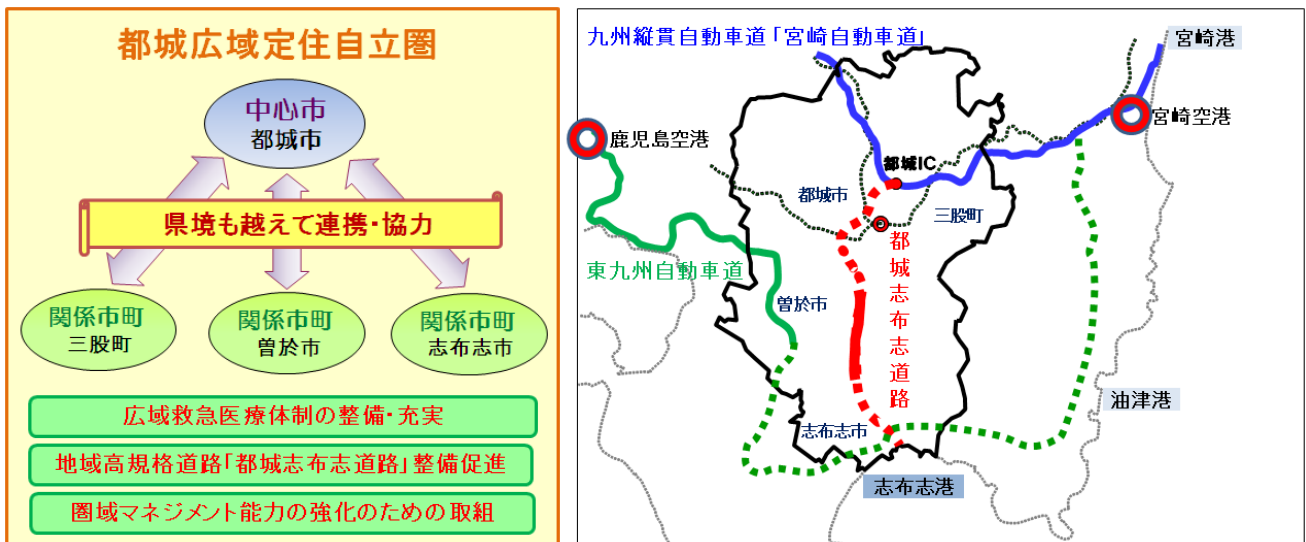 都城広域定住自立圏
中心市
都城市
県境も越えて連携・協力
関係市町
三股町
関係市町
曽於市
関係市町
志布志市
広域救急医療体制の整備・充実
地域高規格道路「都城志布志道路」整備促進
圏域マネジメント能力の強化のための取組
九州縦貫自動車道「宮崎自動車道」
宮崎港
宮崎空港
鹿児島空港
都城IC
都城市
三股町
都城志布志道路
東九州自動車道
曽於市
油津港
志布志市
志布志港